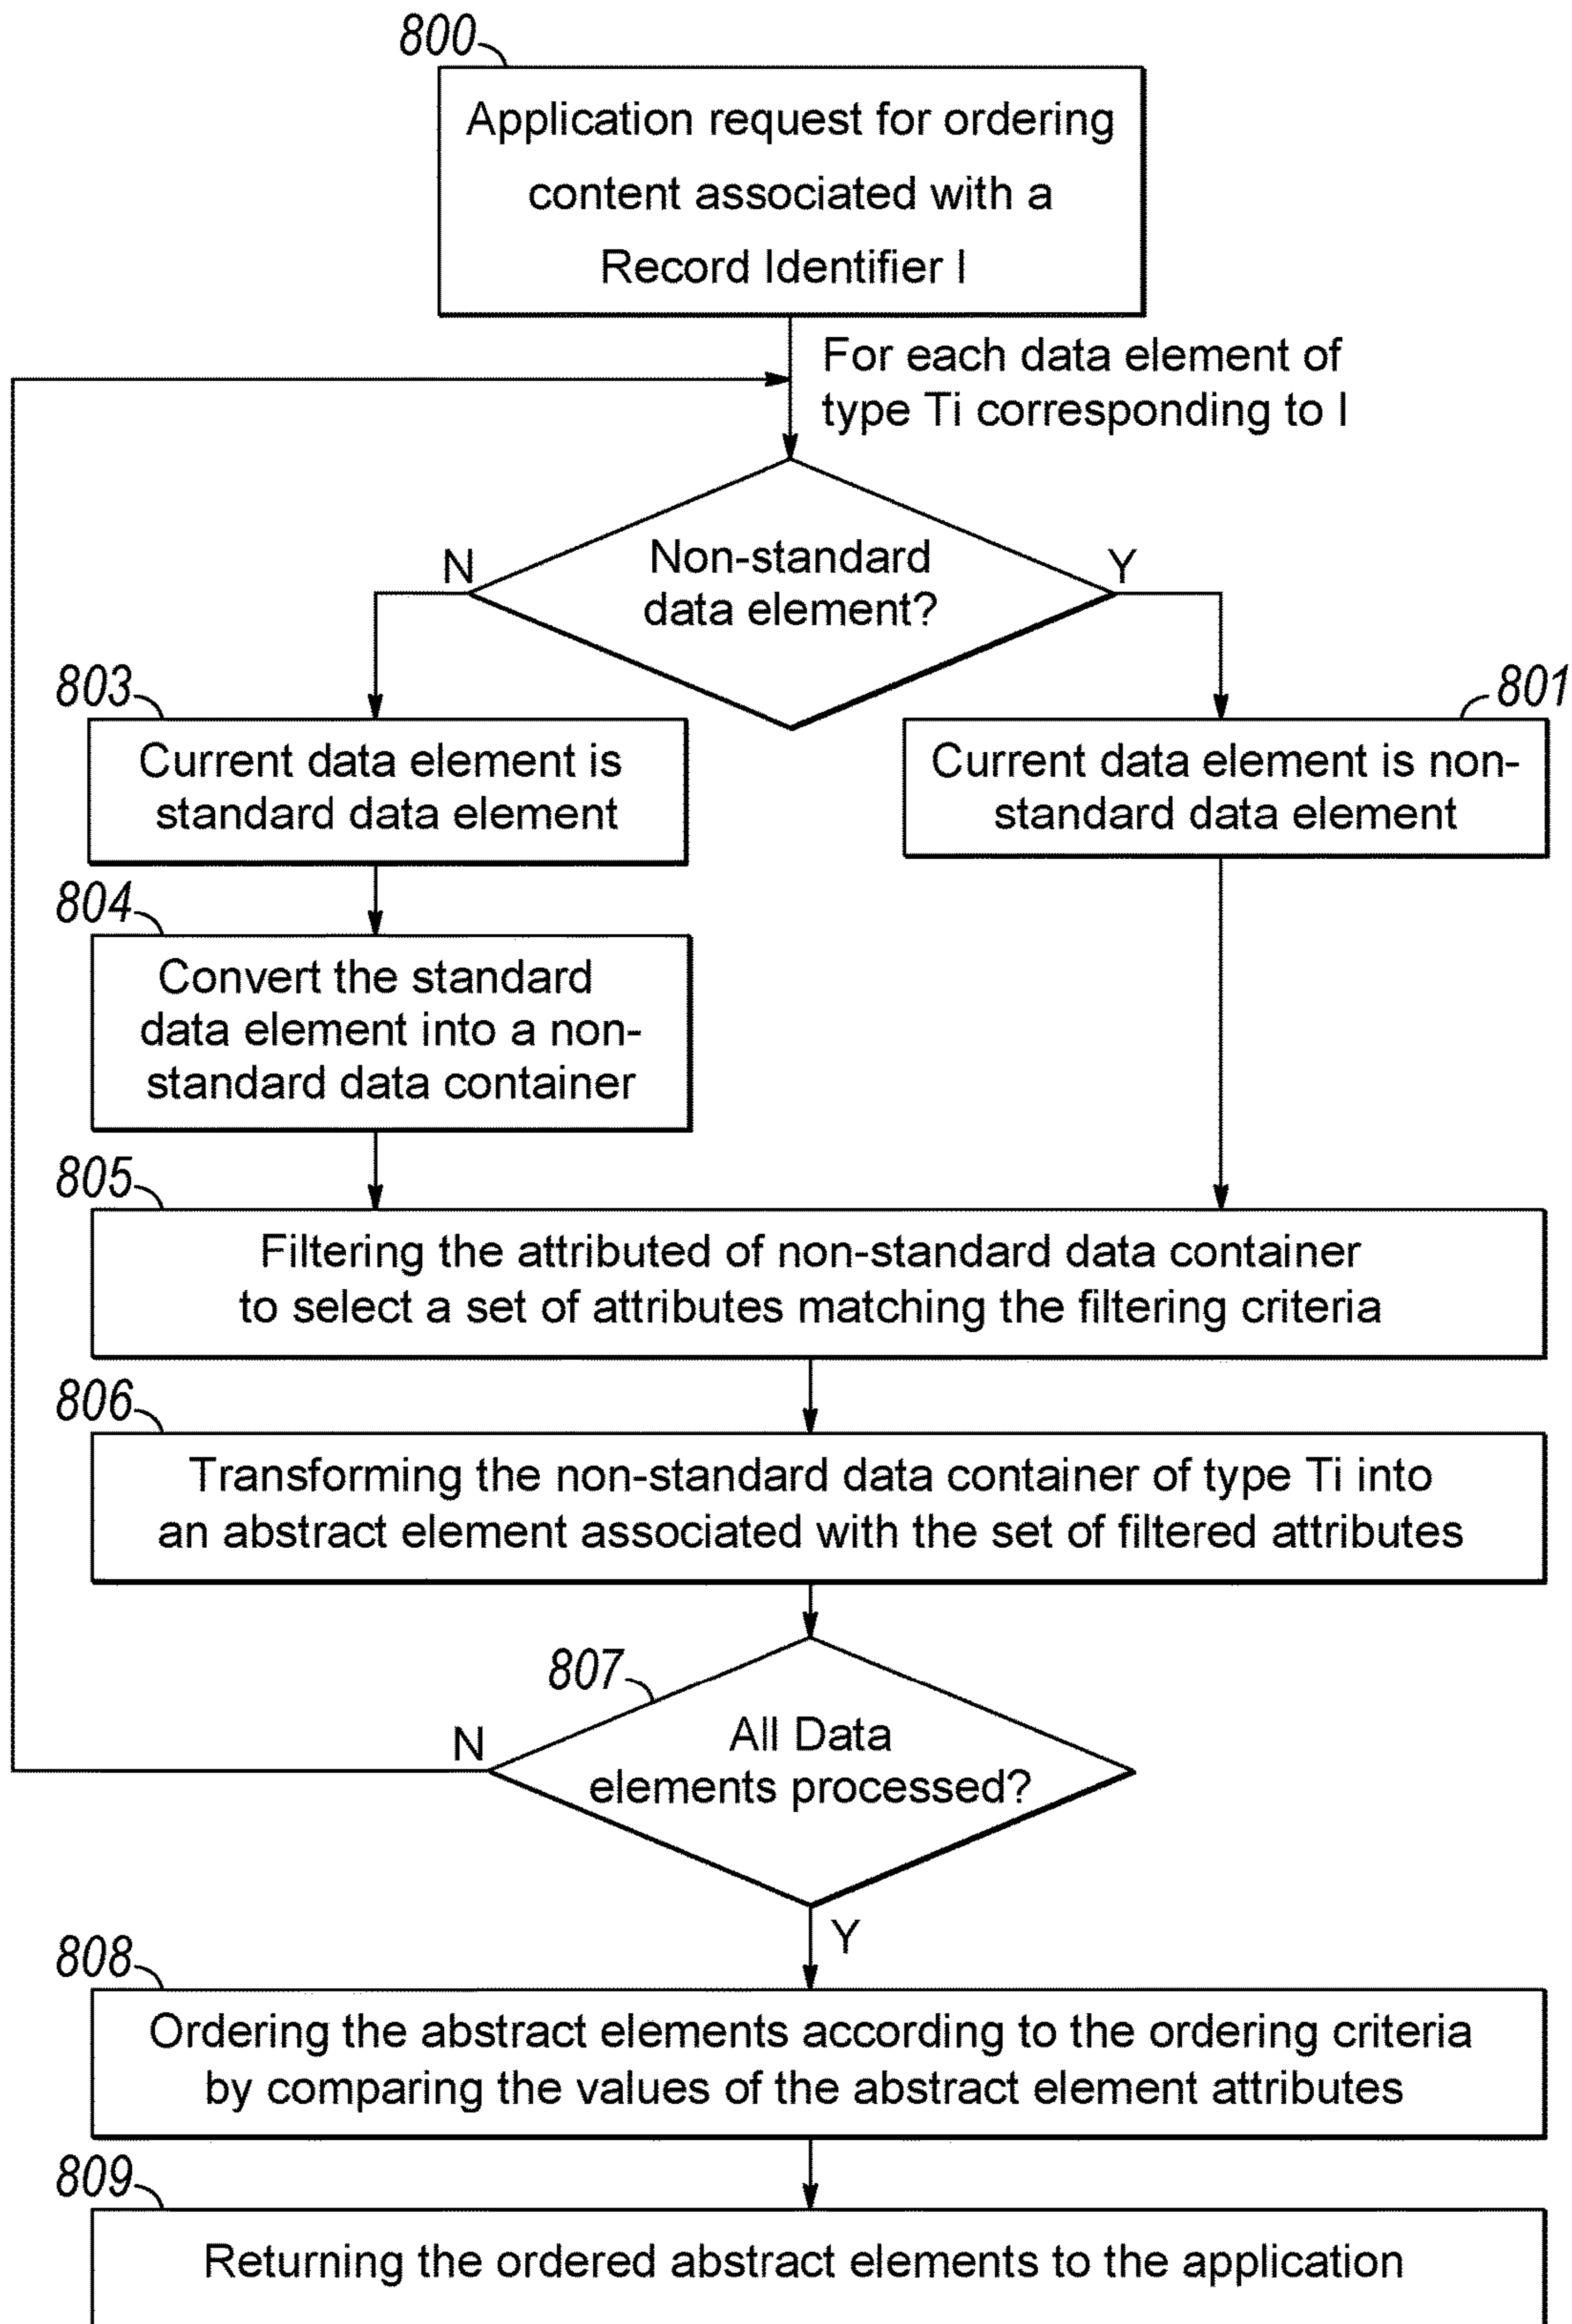 800
Application request for ordering
content associated with a
Record Identifier I
For each data element of
type Ti corresponding to I
Non-standard
data element?
N
Y
803
Current data element is
standard data element
801
Current data element is non-
standard data element
804
Convert the standard
data element into a non-
standard data container
805
Filtering the attributed of non-standard data container
to select a set of attributes matching the filtering criteria
806
Transforming the non-standard data container of type Ti into
an abstract element associated with the set of filtered attributes
807
All Data
elements processed?
N
Y
808
Ordering the abstract elements according to the ordering criteria
by comparing the values of the abstract element attributes
809
Returning the ordered abstract elements to the application